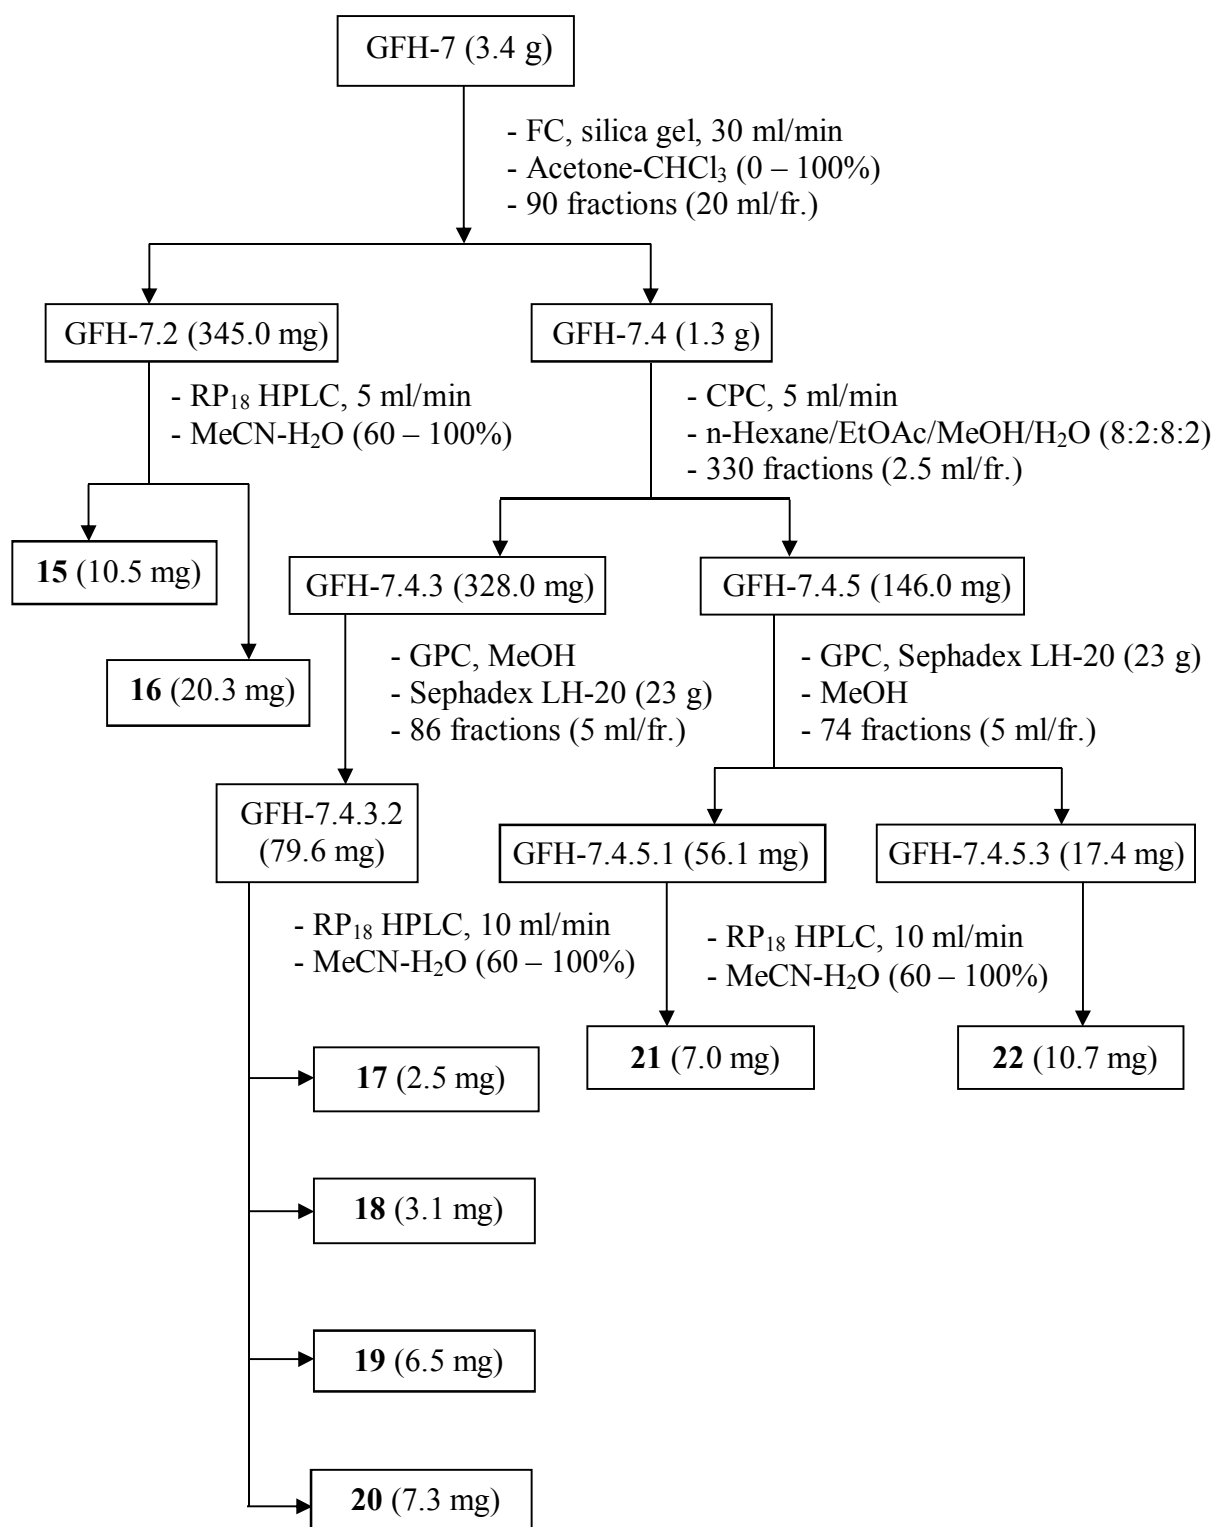 GFH-7 (3.4 g)
- FC, silica gel, 30 ml/min
- Acetone-CHCl₃ (0 – 100%)
- 90 fractions (20 ml/fr.)
GFH-7.2 (345.0 mg)
GFH-7.4 (1.3 g)
- RP₁₈ HPLC, 5 ml/min
- MeCN-H₂O (60 – 100%)
- CPC, 5 ml/min
- n-Hexane/EtOAc/MeOH/H₂O (8:2:8:2)
- 330 fractions (2.5 ml/fr.)
15 (10.5 mg)
16 (20.3 mg)
GFH-7.4.3 (328.0 mg)
GFH-7.4.5 (146.0 mg)
- GPC, MeOH
- Sephadex LH-20 (23 g)
- 86 fractions (5 ml/fr.)
- GPC, Sephadex LH-20 (23 g)
- MeOH
- 74 fractions (5 ml/fr.)
GFH-7.4.3.2
(79.6 mg)
GFH-7.4.5.1 (56.1 mg)
GFH-7.4.5.3 (17.4 mg)
- RP₁₈ HPLC, 10 ml/min
- MeCN-H₂O (60 – 100%)
- RP₁₈ HPLC, 10 ml/min
- MeCN-H₂O (60 – 100%)
21 (7.0 mg)
22 (10.7 mg)
17 (2.5 mg)
18 (3.1 mg)
19 (6.5 mg)
20 (7.3 mg)